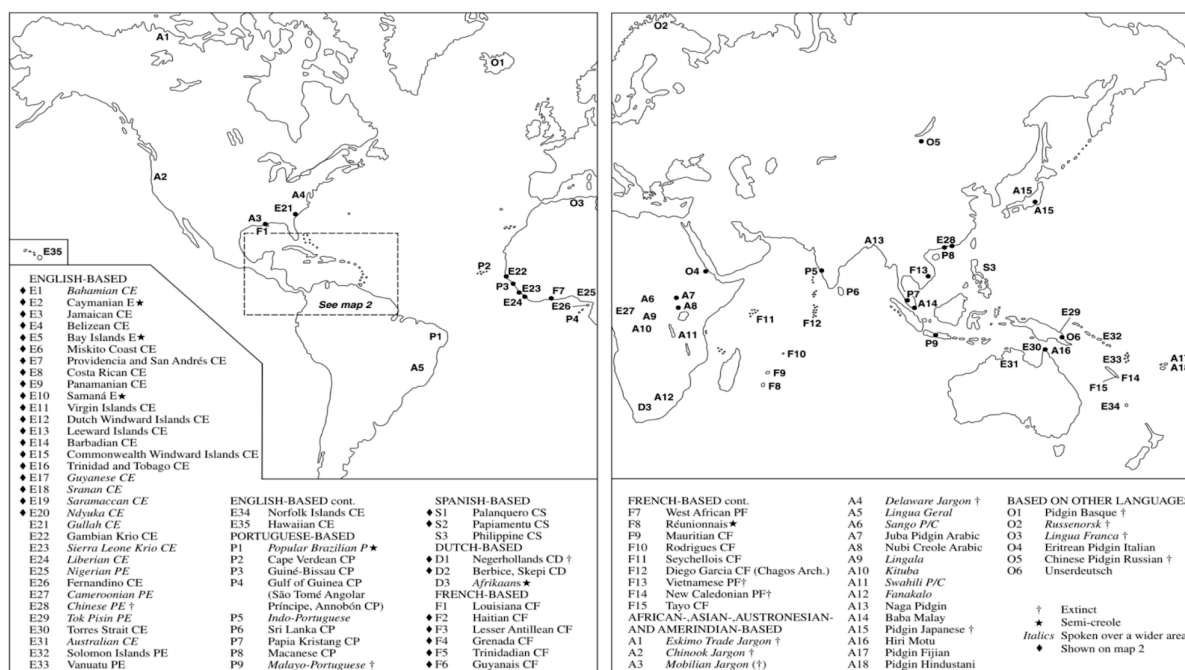 A1
O1
A2
A4
E21
A3
F1
O3
E35
P2
E22
P3
E23
E24
F7
E25
E26
P4
See map 2
P1
A5
O2
O5
A15
A15
A13
E28
P8
O4
P5
P6
F13
S3
P7
A14
A6
A7
A8
E27
A9
A10
A11
F11
F12
P9
E29
O6
E32
E30
A16
E31
E33
A17
A18
F10
F9
F8
F14
F15
E34
A12
D3
ENGLISH-BASED
♦ E1 Bahamian CE
♦ E2 Caymanian E★
♦ E3 Jamaican CE
♦ E4 Belizean CE
♦ E5 Bay Islands E★
♦ E6 Miskito Coast CE
♦ E7 Providencia and San Andrés CE
♦ E8 Costa Rican CE
♦ E9 Panamanian CE
♦ E10 Samaná E★
♦ E11 Virgin Islands CE
♦ E12 Dutch Windward Islands CE
♦ E13 Leeward Islands CE
♦ E14 Barbadian CE
♦ E15 Commonwealth Windward Islands CE
♦ E16 Trinidad and Tobago CE
♦ E17 Guyanese CE
♦ E18 Sranan CE
♦ E19 Saramaccan CE
♦ E20 Ndyuka CE
E21 Gullah CE
E22 Gambian Krio CE
E23 Sierra Leone Krio CE
E24 Liberian CE
E25 Nigerian PE
E26 Fernandino CE
E27 Cameroonian PE
E28 Chinese PE †
E29 Tok Pisin PE
E30 Torres Strait CE
E31 Australian CE
E32 Solomon Islands PE
E33 Vanuatu PE
ENGLISH-BASED cont.
E34 Norfolk Islands CE
E35 Hawaiian CE
PORTUGUESE-BASED
P1 Popular Brazilian P★
P2 Cape Verdean CP
P3 Guiné-Bissau CP
P4 Gulf of Guinea CP
(São Tomé Angolar
Príncipe, Annobón CP)
P5 Indo-Portuguese
P6 Sri Lanka CP
P7 Papia Kristang CP
P8 Macanese CP
P9 Malayo-Portuguese †
SPANISH-BASED
♦ S1 Palanquero CS
♦ S2 Papiamentu CS
S3 Philippine CS
DUTCH-BASED
♦ D1 Negerhollands CD †
♦ D2 Berbice, Skepi CD
D3 Afrikaans★
FRENCH-BASED
F1 Louisiana CF
♦ F2 Haitian CF
♦ F3 Lesser Antillean CF
♦ F4 Grenada CF
♦ F5 Trinidadian CF
♦ F6 Guyanais CF
FRENCH-BASED cont.
F7 West African PF
F8 Réunionnais★
F9 Mauritian CF
F10 Rodrigues CF
F11 Seychellois CF
F12 Diego Garcia CF (Chagos Arch.)
F13 Vietnamese PF†
F14 New Caledonian PF†
F15 Tayo CF
AFRICAN-,ASIAN-,AUSTRONESIAN-
AND AMERINDIAN-BASED
A1 Eskimo Trade Jargon †
A2 Chinook Jargon †
A3 Mobilian Jargon (†)
A4 Delaware Jargon †
A5 Lingua Geral
A6 Sango P/C
A7 Juba Pidgin Arabic
A8 Nubi Creole Arabic
A9 Lingala
A10 Kituba
A11 Swahili P/C
A12 Fanakalo
A13 Naga Pidgin
A14 Baba Malay
A15 Pidgin Japanese †
A16 Hiri Motu
A17 Pidgin Fijian
A18 Pidgin Hindustani
BASED ON OTHER LANGUAGES
O1 Pidgin Basque †
O2 Russenorsk †
O3 Lingua Franca †
O4 Eritrean Pidgin Italian
O5 Chinese Pidgin Russian †
O6 Unserdeutsch
† Extinct
★ Semi-creole
Italics Spoken over a wider area
♦ Shown on map 2